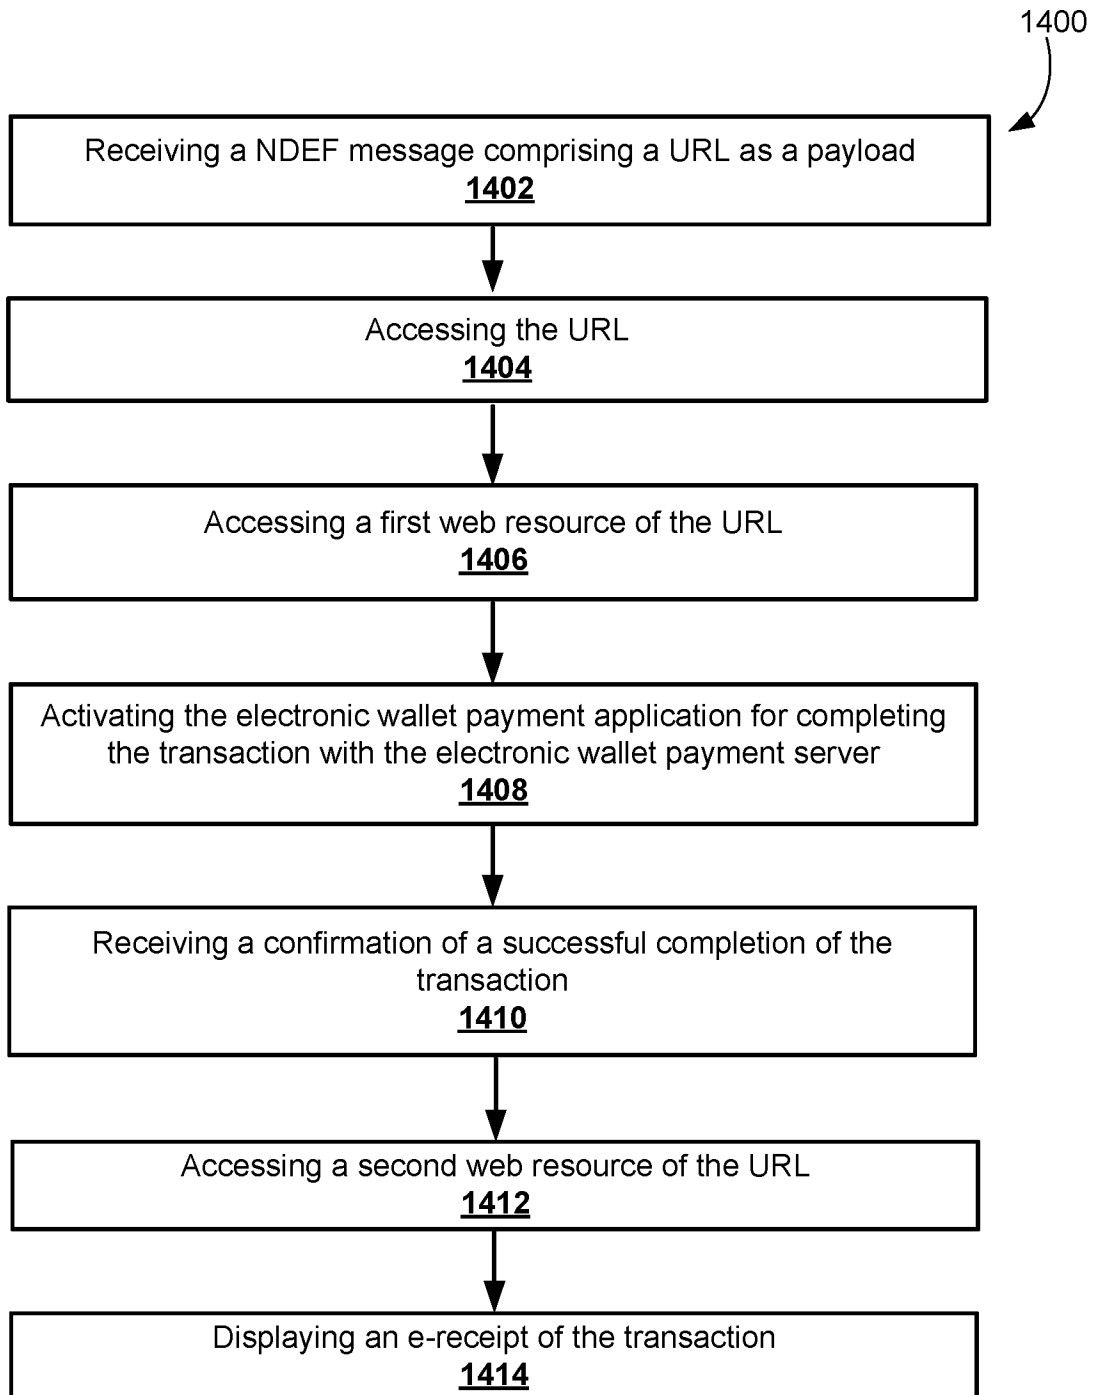 1400
Receiving a NDEF message comprising a URL as a payload
1402
Accessing the URL
1404
Accessing a first web resource of the URL
1406
Activating the electronic wallet payment application for completing
the transaction with the electronic wallet payment server
1408
Receiving a confirmation of a successful completion of the
transaction
1410
Accessing a second web resource of the URL
1412
Displaying an e-receipt of the transaction
1414